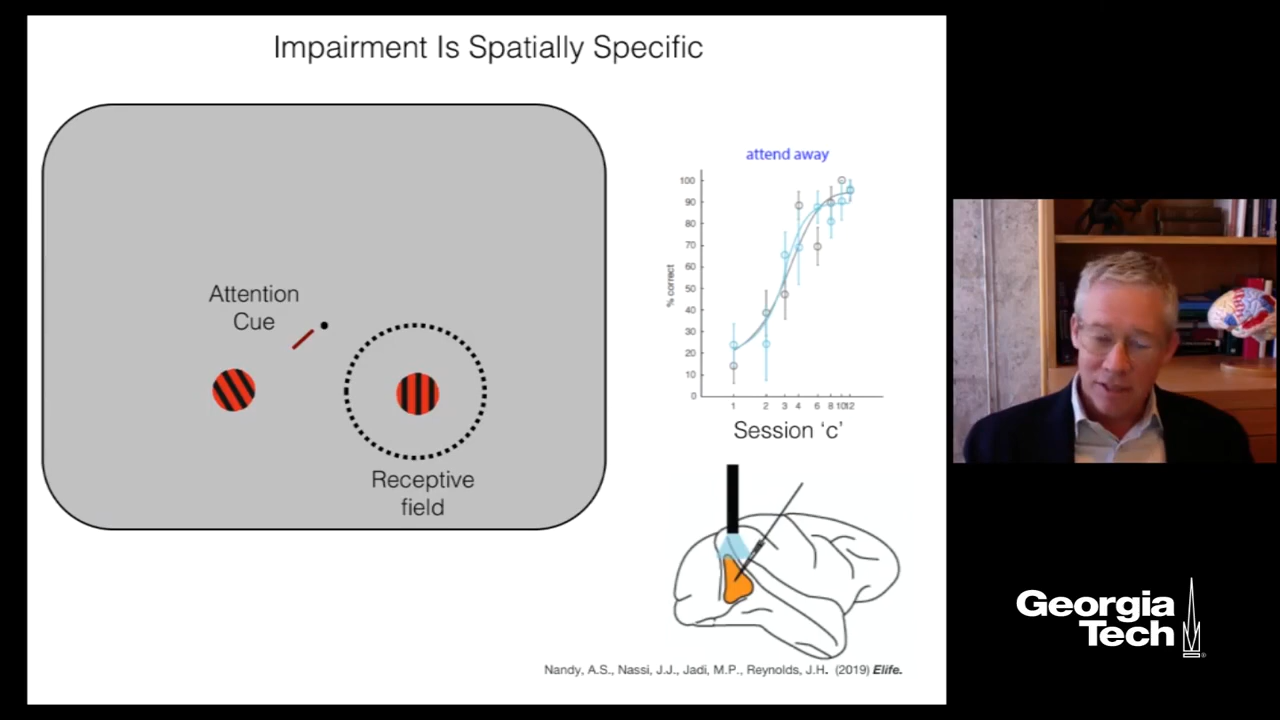 Impairment Is Spatially Specific
Attention
Cue
Receptive
field
attend away
100
90
80
70
60
50
40
30
20
10
0
% correct
1 2 3 4 6 8 10 12
Session ‘c’
Nandy, A.S., Nassi, J.J., Jadi, M.P., Reynolds, J.H. (2019) Elife.
Georgia
Tech